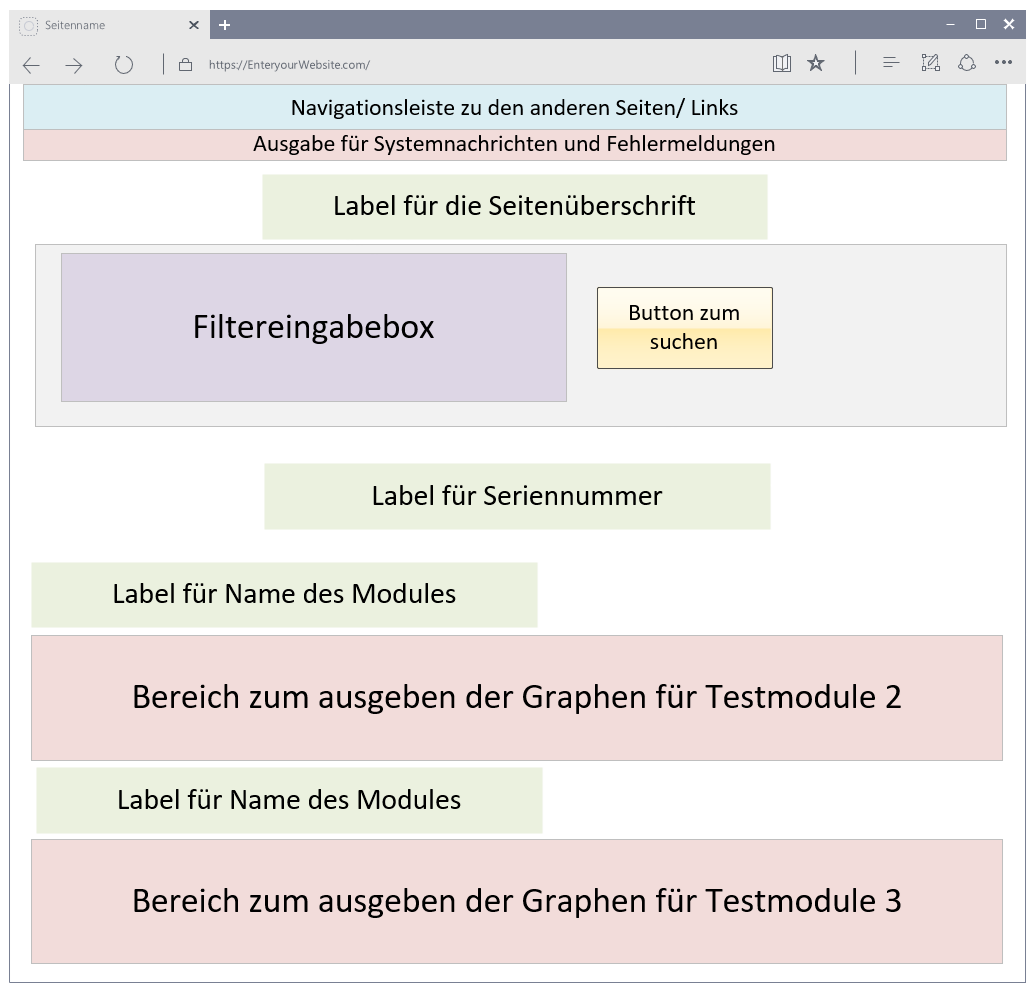 Seitenname
https://EnteryourWebsite.com/
Navigationsleiste zu den anderen Seiten/ Links
Ausgabe für Systemnachrichten und Fehlermeldungen
Label für die Seitenüberschrift
Filtereingabebox
Button zum
suchen
Label für Seriennummer
Label für Name des Modules
Bereich zum ausgeben der Graphen für Testmodule 2
Label für Name des Modules
Bereich zum ausgeben der Graphen für Testmodule 3